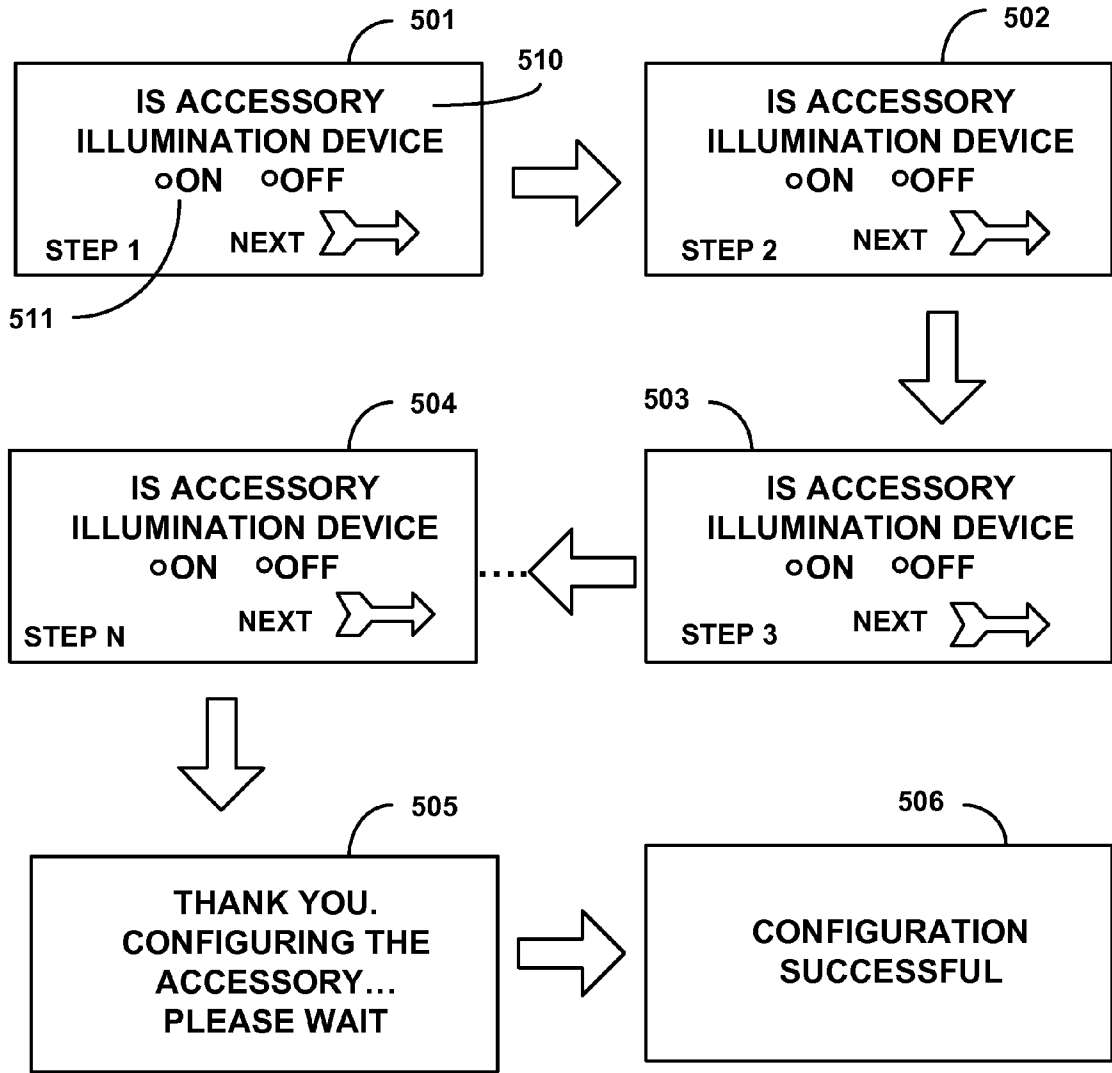 501
510
IS ACCESSORY
ILLUMINATION DEVICE
ON OFF
STEP 1 NEXT
511
502
IS ACCESSORY
ILLUMINATION DEVICE
ON OFF
STEP 2 NEXT
503
IS ACCESSORY
ILLUMINATION DEVICE
ON OFF
STEP 3 NEXT
504
IS ACCESSORY
ILLUMINATION DEVICE
ON OFF
STEP N NEXT
....
505
THANK YOU.
CONFIGURING THE
ACCESSORY...
PLEASE WAIT
506
CONFIGURATION
SUCCESSFUL